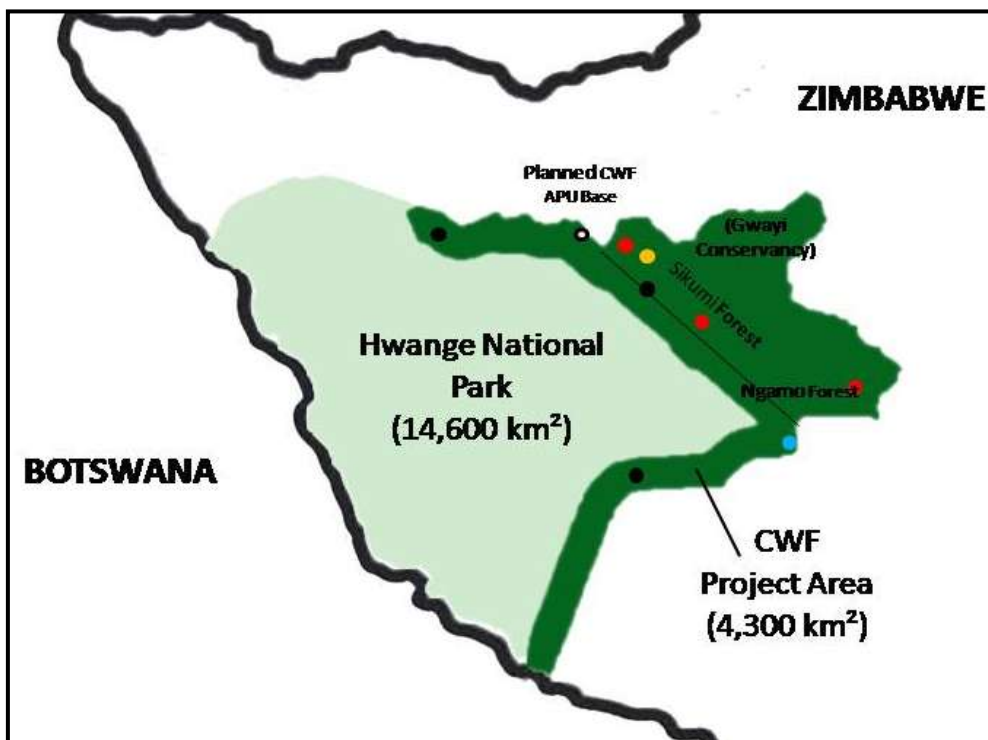 ZIMBABWE
Planned CWF
APU Base
(Gwayi
Conservancy)
Sikumi Forest
Hwange National
Park
(14,600 km²)
Ngamo Forest
BOTSWANA
CWF
Project Area
(4,300 km²)